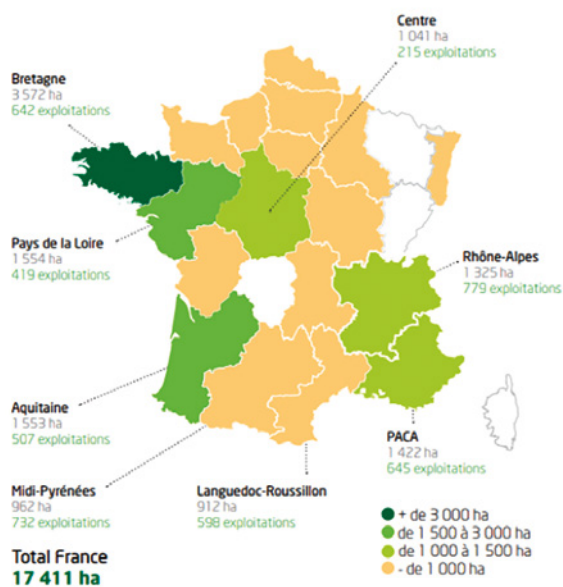 Centre
1 041 ha
215 exploitations
Bretagne
3 572 ha
642 exploitations
Pays de la Loire
1 554 ha
419 exploitations
Rhône-Alpes
1 325 ha
779 exploitations
Aquitaine
1 553 ha
507 exploitations
PACA
1 422 ha
645 exploitations
Midi-Pyrénées
962 ha
732 exploitations
Languedoc-Roussillon
912 ha
598 exploitations
+ de 3 000 ha
de 1 500 à 3 000 ha
de 1 000 à 1 500 ha
- de 1 000 ha
Total France
17 411 ha